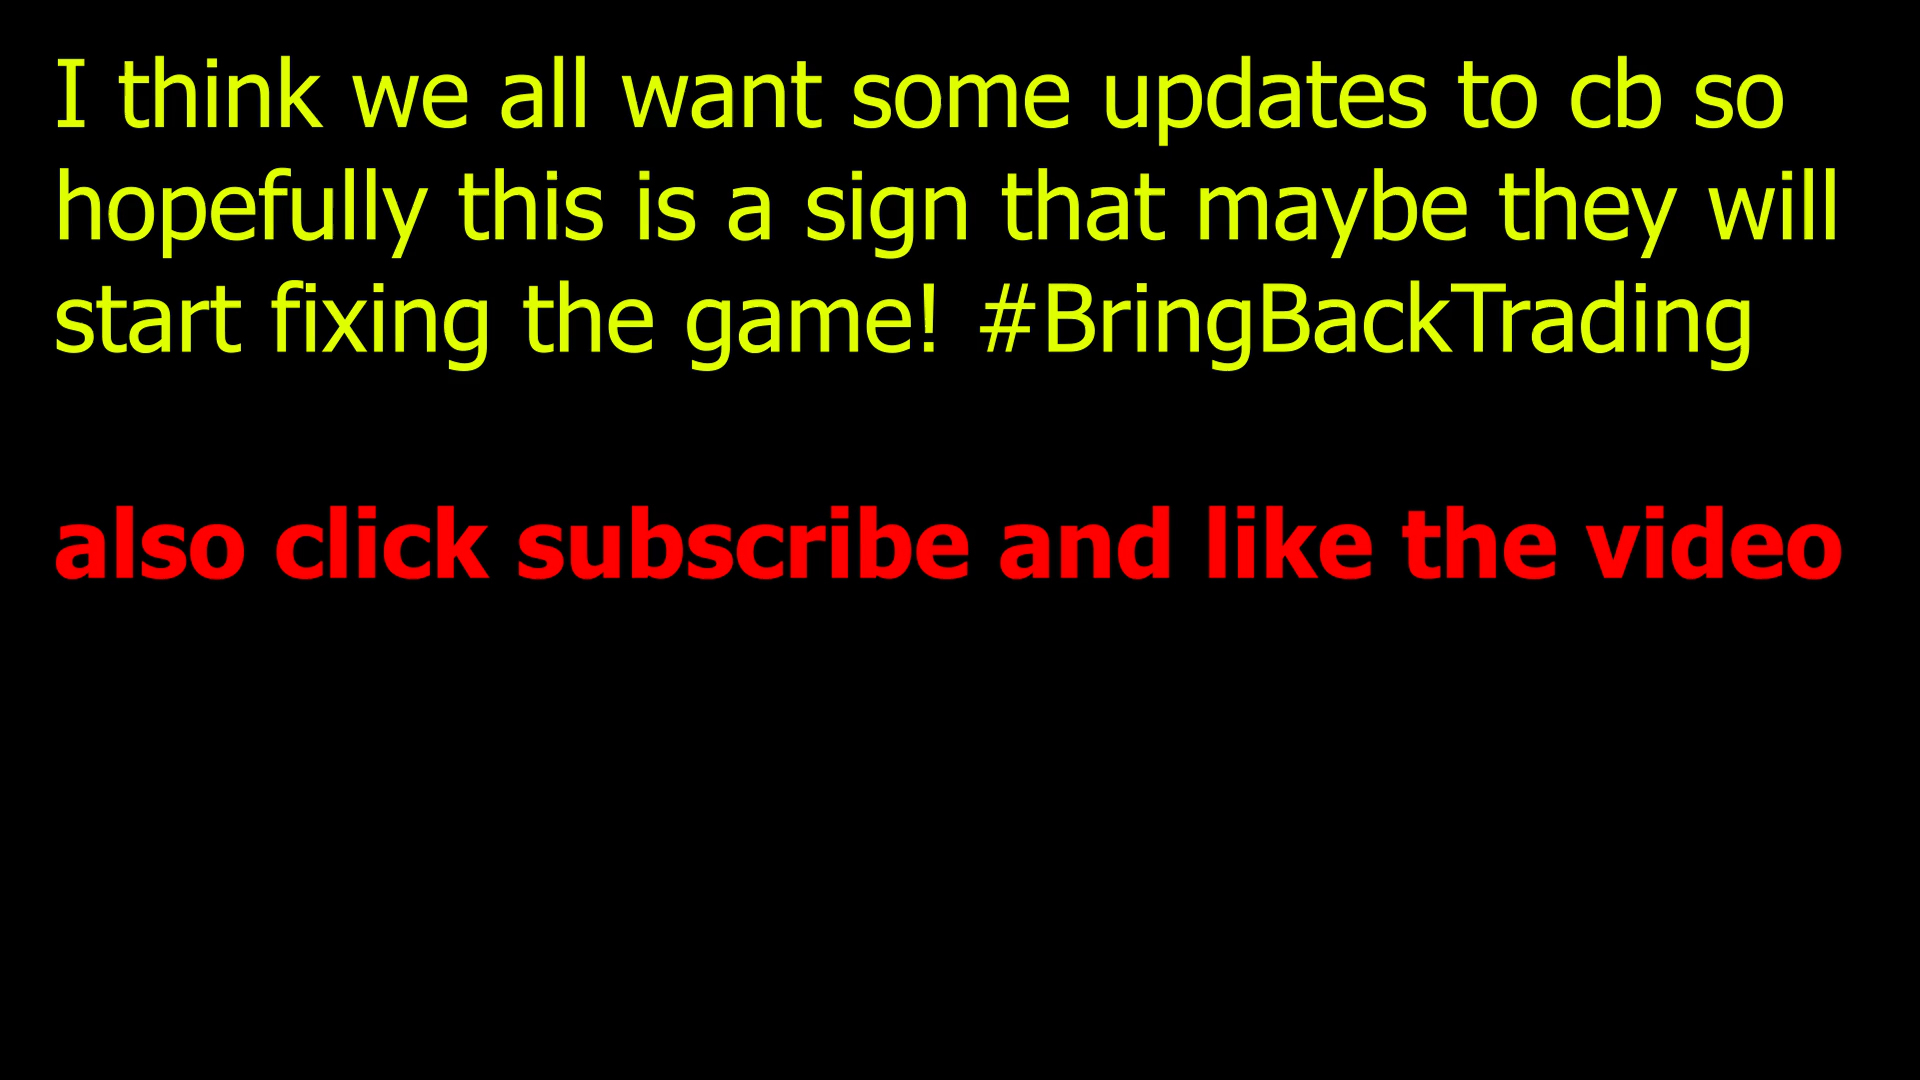 I think we all want some updates to cb so
hopefully this is a sign that maybe they will
start fixing the game! #BringBackTrading
also click subscribe and like the video